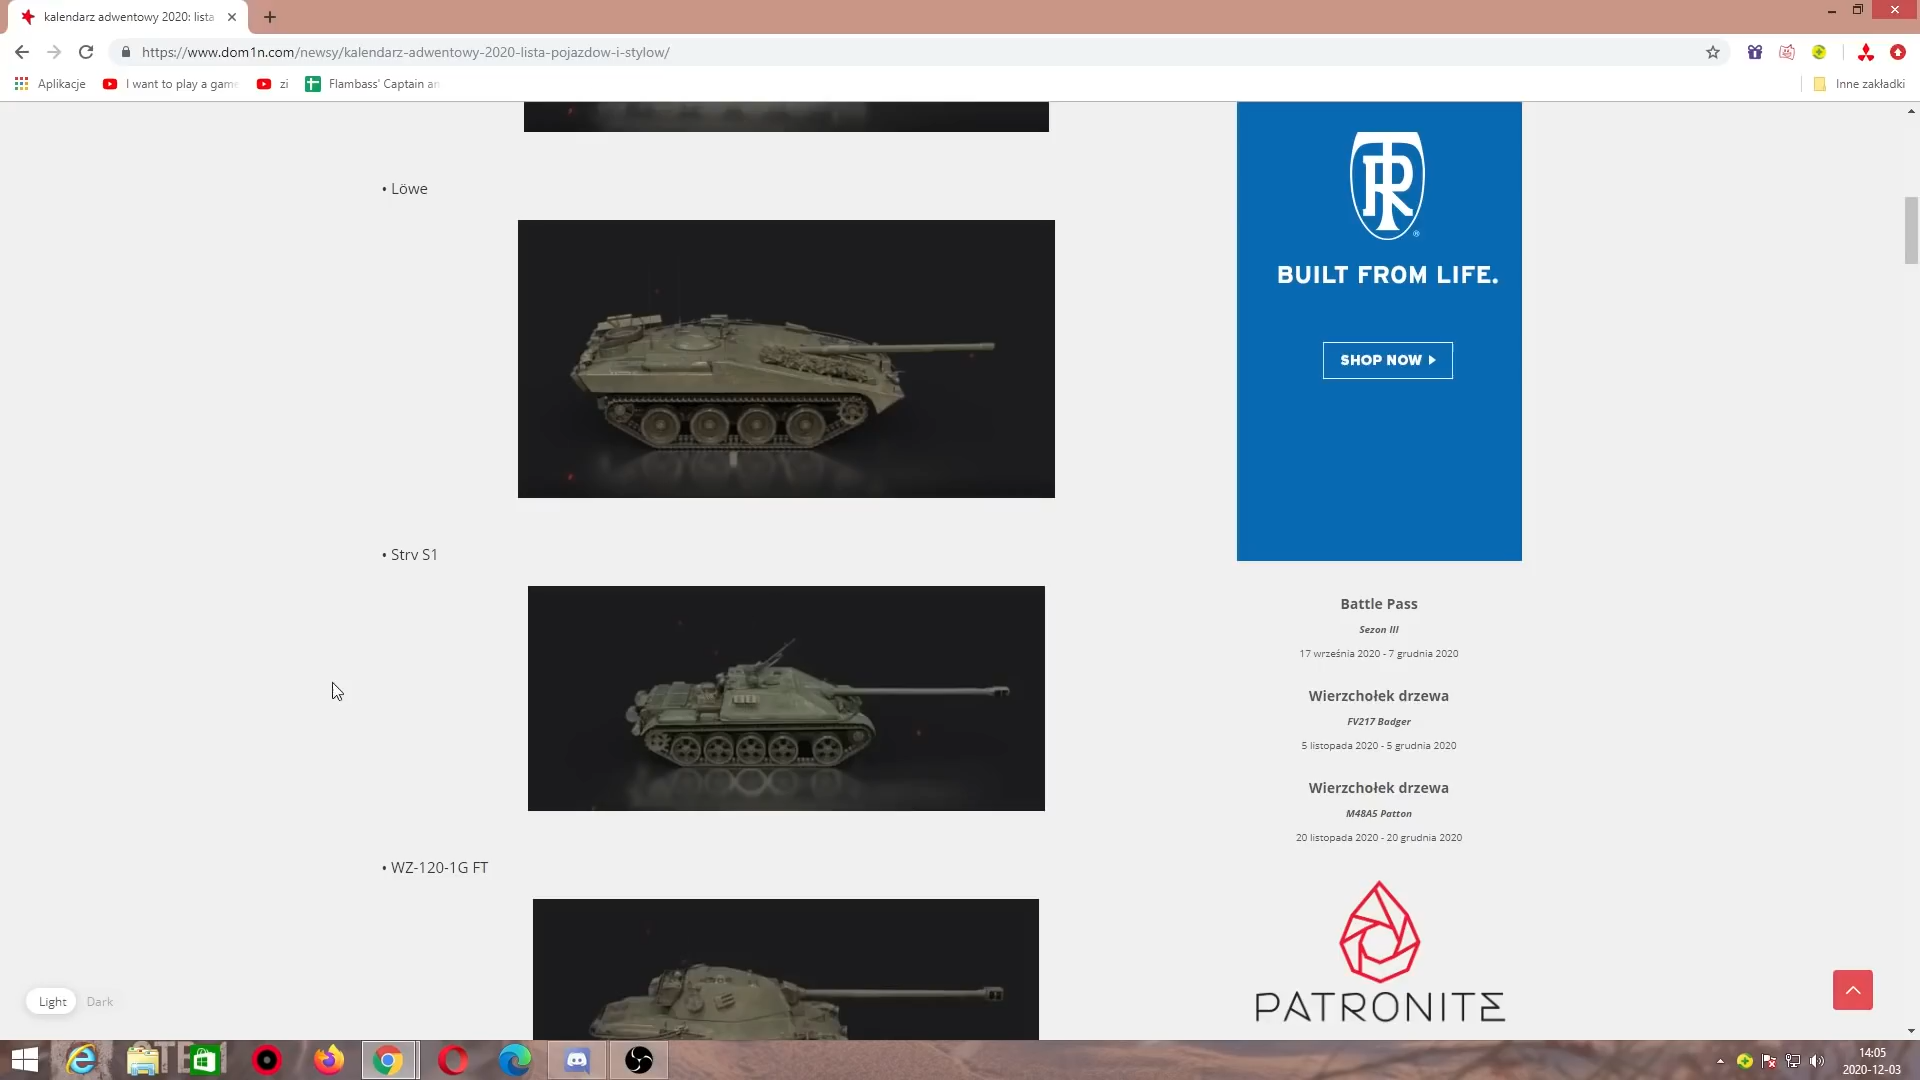 kalendarz adwentowy 2020: lista
https://www.dom1n.com/newsy/kalendarz-adwentowy-2020-lista-pojazdow-i-stylow/
Aplikacje
I want to play a game
zi
Flambass' Captain an
Inne zakładki
• Löwe
• Strv S1
• WZ-120-1G FT
BUILT FROM LIFE.
SHOP NOW
Battle Pass
Sezon III
17 września 2020 - 7 grudnia 2020
Wierzchołek drzewa
FV217 Badger
5 listopada 2020 - 5 grudnia 2020
Wierzchołek drzewa
M48A5 Patton
20 listopada 2020 - 20 grudnia 2020
PATRONITE
Light
Dark
14:05
2020-12-03